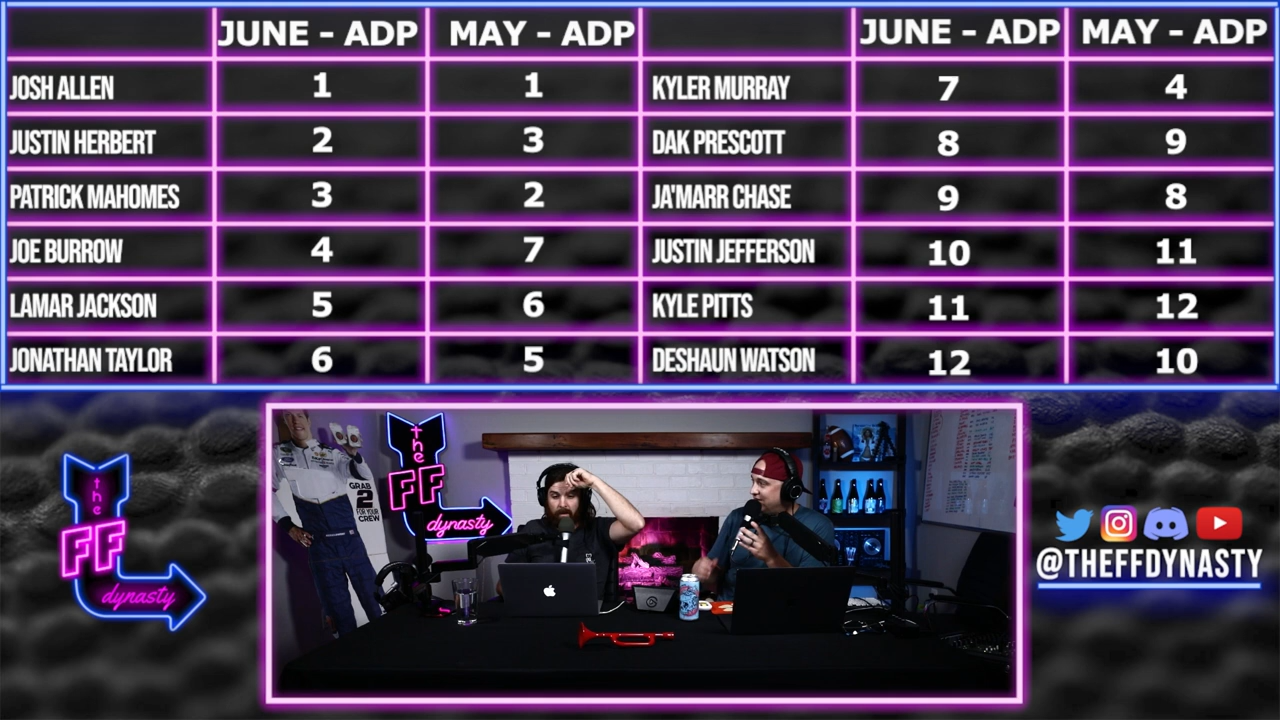 JUNE - ADP MAY - ADP JUNE - ADP MAY - ADP
JOSH ALLEN 1 1 KYLER MURRAY 7 4
JUSTIN HERBERT 2 3 DAK PRESCOTT 8 9
PATRICK MAHOMES 3 2 JA'MARR CHASE 9 8
JOE BURROW 4 7 JUSTIN JEFFERSON 10 11
LAMAR JACKSON 5 6 KYLE PITTS 11 12
JONATHAN TAYLOR 6 5 DESHAUN WATSON 12 10
the
FF
dynasty
GRAB
2
FOR YOUR
CREW
the
FF
dynasty
@THEFFDYNASTY